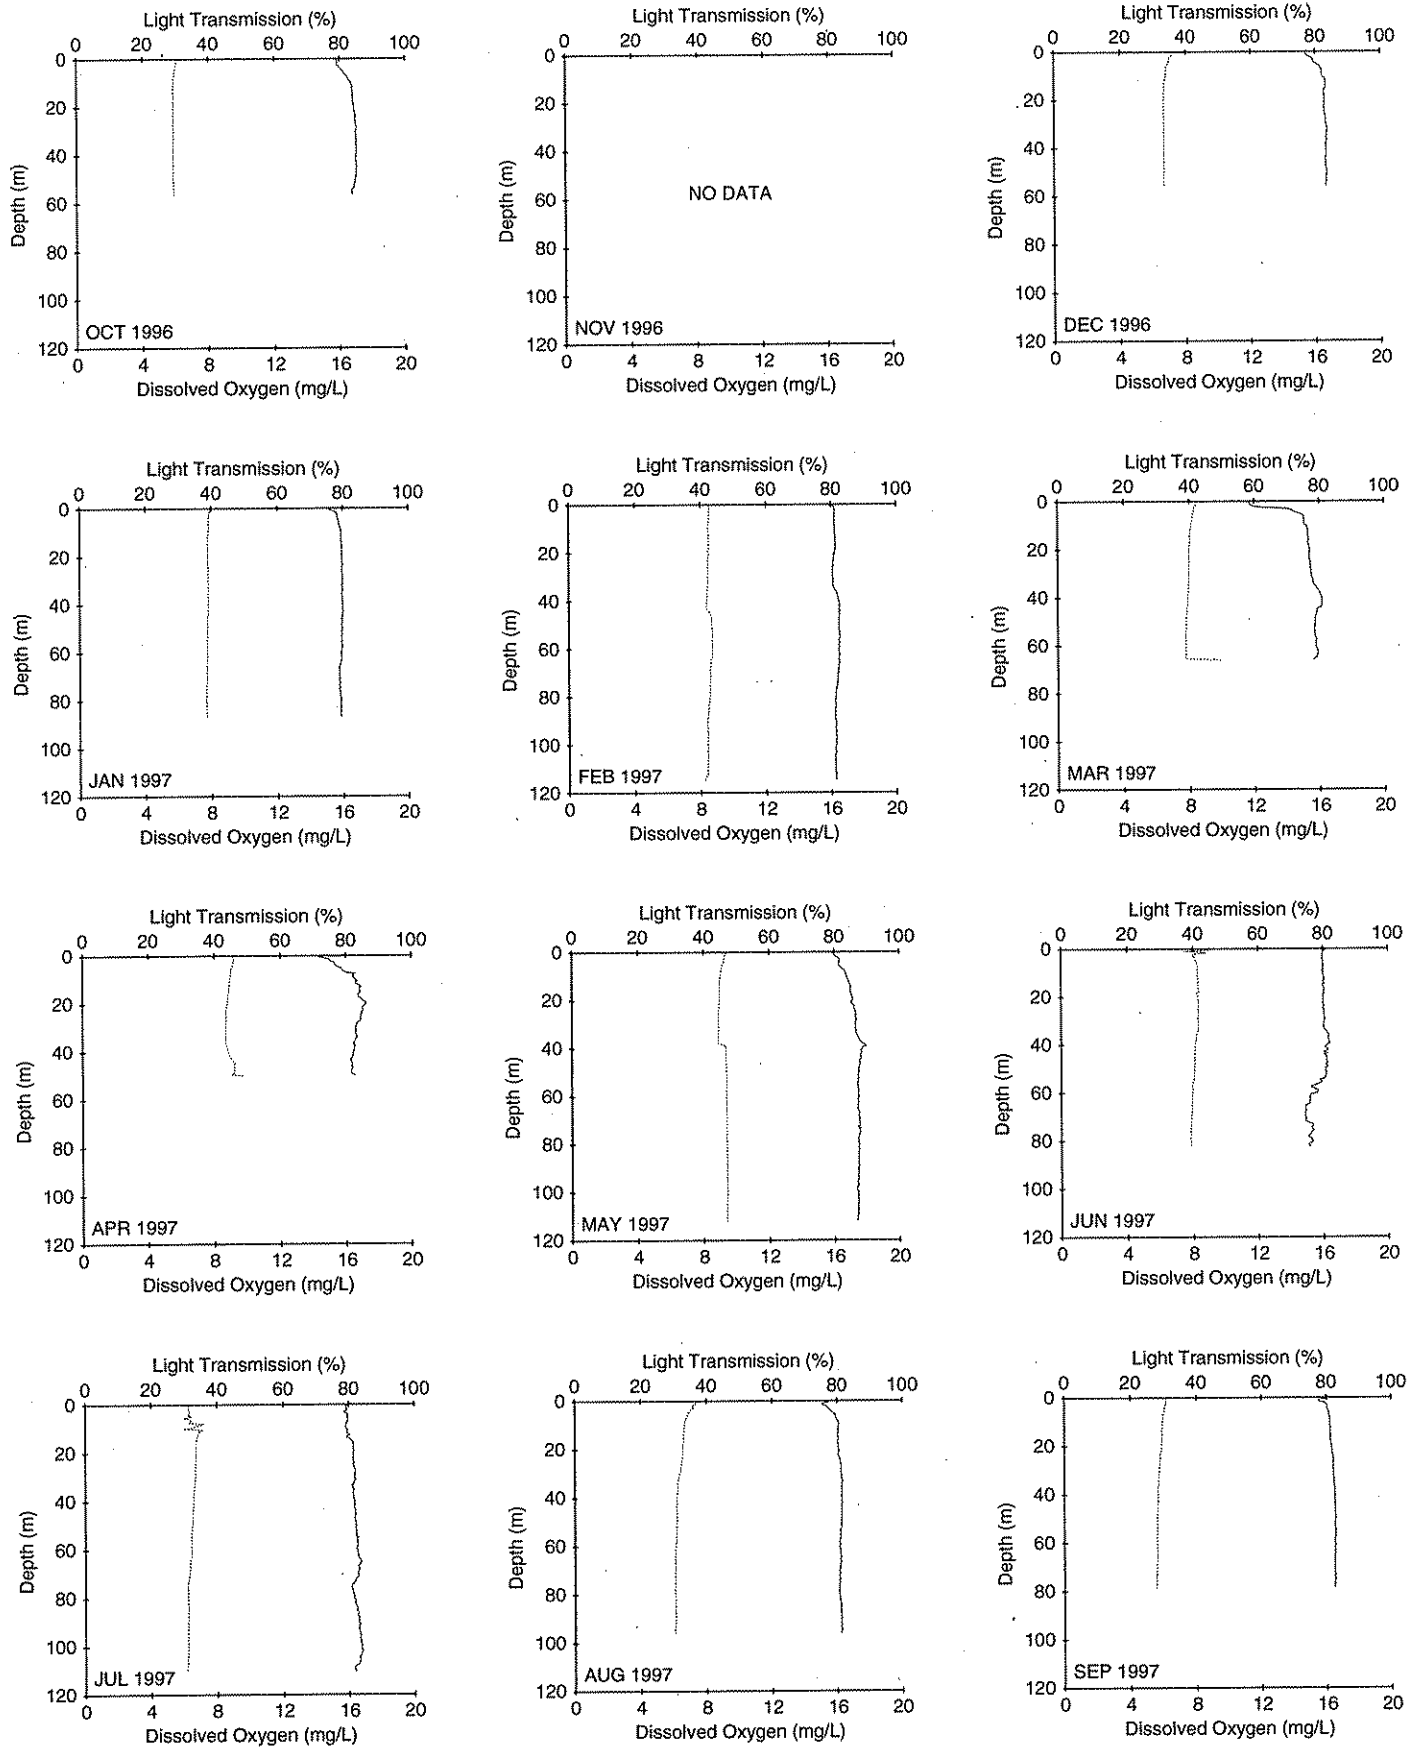 Light Transmission (%)
0 20 40 60 80 100
0
20
40
60
80
100
120
Depth (m)
OCT 1996
0 4 8 12 16 20
Dissolved Oxygen (mg/L)
Light Transmission (%)
0 20 40 60 80 100
0
20
40
60
80
100
120
Depth (m)
NO DATA
NOV 1996
0 4 8 12 16 20
Dissolved Oxygen (mg/L)
Light Transmission (%)
0 20 40 60 80 100
0
20
40
60
80
100
120
Depth (m)
DEC 1996
0 4 8 12 16 20
Dissolved Oxygen (mg/L)
Light Transmission (%)
0 20 40 60 80 100
0
20
40
60
80
100
120
Depth (m)
JAN 1997
0 4 8 12 16 20
Dissolved Oxygen (mg/L)
Light Transmission (%)
0 20 40 60 80 100
0
20
40
60
80
100
120
Depth (m)
FEB 1997
0 4 8 12 16 20
Dissolved Oxygen (mg/L)
Light Transmission (%)
0 20 40 60 80 100
0
20
40
60
80
100
120
Depth (m)
MAR 1997
0 4 8 12 16 20
Dissolved Oxygen (mg/L)
Light Transmission (%)
0 20 40 60 80 100
0
20
40
60
80
100
120
Depth (m)
APR 1997
0 4 8 12 16 20
Dissolved Oxygen (mg/L)
Light Transmission (%)
0 20 40 60 80 100
0
20
40
60
80
100
120
Depth (m)
MAY 1997
0 4 8 12 16 20
Dissolved Oxygen (mg/L)
Light Transmission (%)
0 20 40 60 80 100
0
20
40
60
80
100
120
Depth (m)
JUN 1997
0 4 8 12 16 20
Dissolved Oxygen (mg/L)
Light Transmission (%)
0 20 40 60 80 100
0
20
40
60
80
100
120
Depth (m)
JUL 1997
0 4 8 12 16 20
Dissolved Oxygen (mg/L)
Light Transmission (%)
0 20 40 60 80 100
0
20
40
60
80
100
120
Depth (m)
AUG 1997
0 4 8 12 16 20
Dissolved Oxygen (mg/L)
Light Transmission (%)
0 20 40 60 80 100
0
20
40
60
80
100
120
Depth (m)
SEP 1997
0 4 8 12 16 20
Dissolved Oxygen (mg/L)